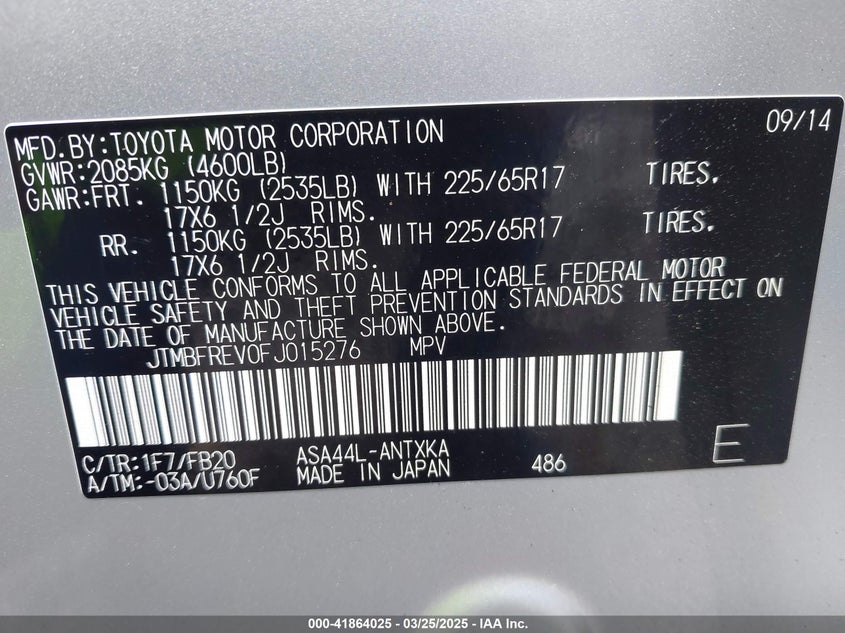 09/14
MFD.BY:TOYOTA MOTOR CORPORATION
GVWR:2085KG (4600LB)
GAWR:FRT. 1150KG (2535LB) WITH 225/65R17 TIRES.
17X6 1/2J RIMS.
RR. 1150KG (2535LB) WITH 225/65R17 TIRES.
17X6 1/2J RIMS.
THIS VEHICLE CONFORMS TO ALL APPLICABLE FEDERAL MOTOR
VEHICLE SAFETY AND THEFT PREVENTION STANDARDS IN EFFECT ON
THE DATE OF MANUFACTURE SHOWN ABOVE.
JTMBFREV0FJ015276 MPV
C/TR:1F7/FB20 ASA44L-ANTXKA
A/TM:-03A/U760F MADE IN JAPAN 486 E
000-41864025 - 03/25/2025 - IAA Inc.